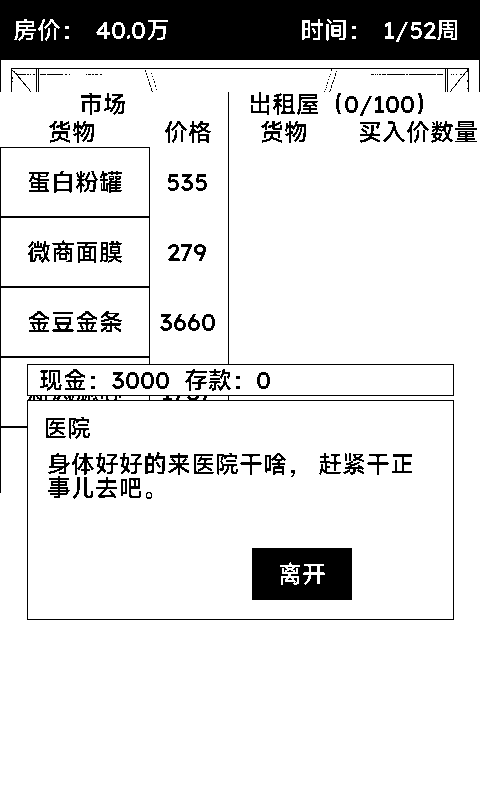 房价： 40.0万 时间： 1/52周
市场 出租屋（0/100）
货物 价格 货物 买入价数量
蛋白粉罐 535
微商面膜 279
金豆金条 3660
现金：3000 存款：0
医院
身体好好的来医院干啥， 赶紧干正
事儿去吧。
离开